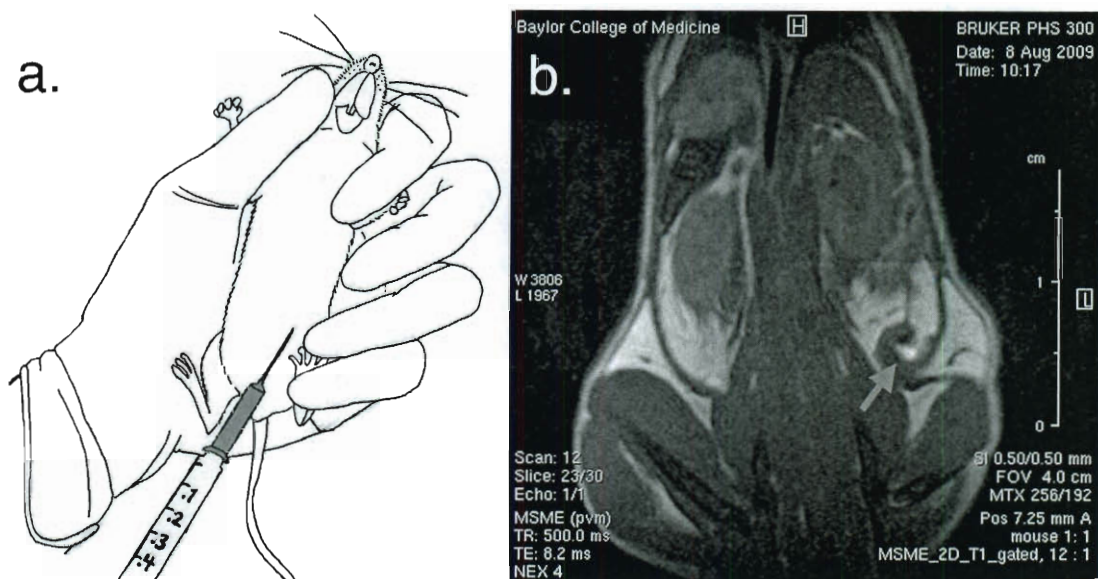 a.
.1
.2
.3
.4
b.
Baylor College of Medicine
H
BRUKER PHS 300
Date: 8 Aug 2009
Time: 10:17
cm
W 3806
L 1967
1
L
0
Scan: 12
Slice: 23/30
Echo: 1/1
MSME (pvm)
TR: 500.0 ms
TE: 8.2 ms
NEX 4
SI 0.50/0.50 mm
FOV 4.0 cm
MTX 256/192
Pos 7.25 mm A
mouse 1: 1
MSME_2D_T1_gated, 12 : 1